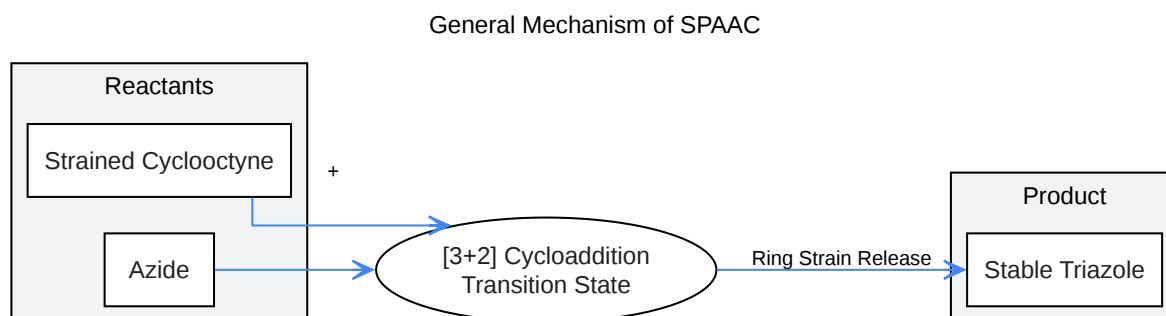 General Mechanism of SPAAC
Reactants
Strained Cyclooctyne
+
Azide
[3+2] Cycloaddition
Transition State
Ring Strain Release
Product
Stable Triazole